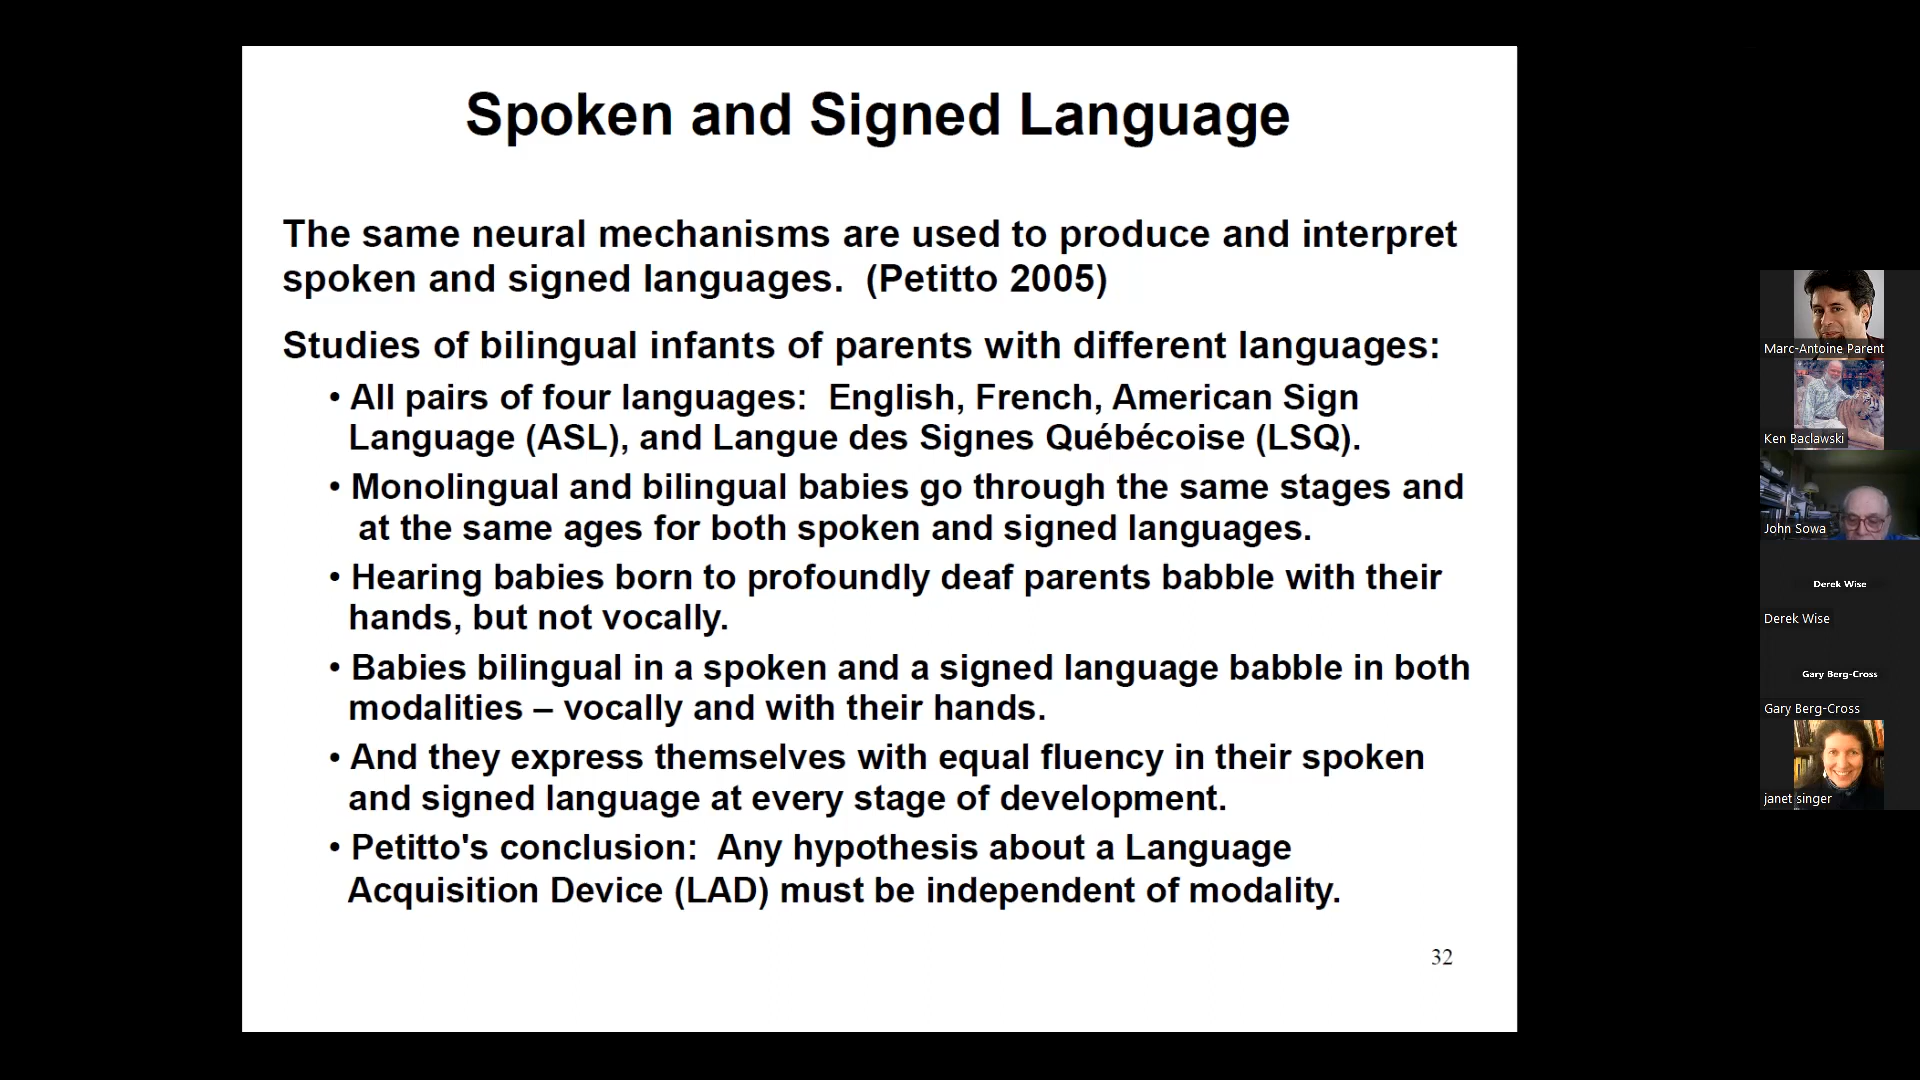 Spoken and Signed Language
The same neural mechanisms are used to produce and interpret
spoken and signed languages.  (Petitto 2005)
Studies of bilingual infants of parents with different languages:
• All pairs of four languages:  English, French, American Sign
Language (ASL), and Langue des Signes Québécoise (LSQ).
• Monolingual and bilingual babies go through the same stages and
at the same ages for both spoken and signed languages.
• Hearing babies born to profoundly deaf parents babble with their
hands, but not vocally.
• Babies bilingual in a spoken and a signed language babble in both
modalities – vocally and with their hands.
• And they express themselves with equal fluency in their spoken
and signed language at every stage of development.
• Petitto's conclusion:  Any hypothesis about a Language
Acquisition Device (LAD) must be independent of modality.
32
Marc-Antoine Parent
Ken Baclawski
John Sowa
Derek Wise
Derek Wise
Gary Berg-Cross
Gary Berg-Cross
janet singer